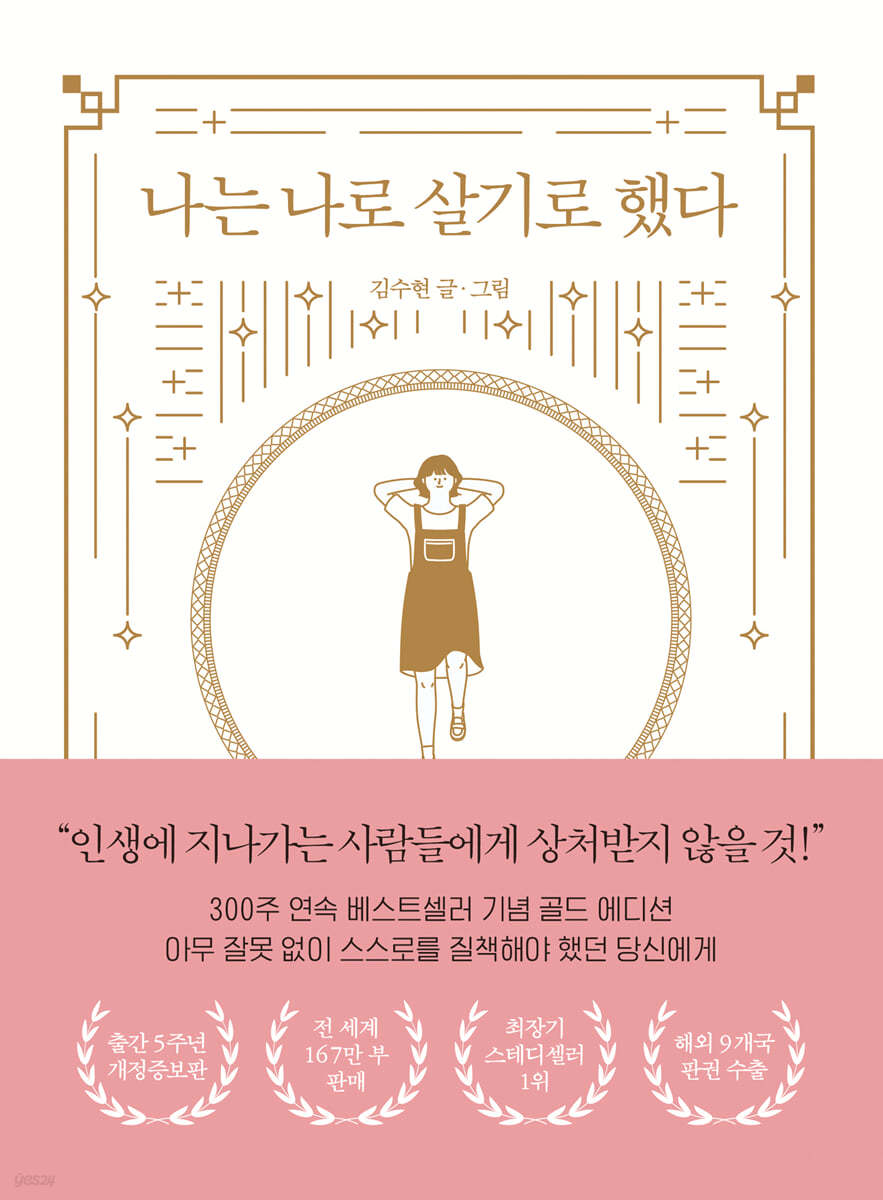 나는 나로 살기로 했다
김수현 글·그림
“인생에 지나가는 사람들에게 상처받지 않을 것!”
300주 연속 베스트셀러 기념 골드 에디션
아무 잘못 없이 스스로를 질책해야 했던 당신에게
출간 5주년
개정증보판
전 세계
167만 부
판매
최장기
스테디셀러
1위
해외 9개국
판권 수출
yes24